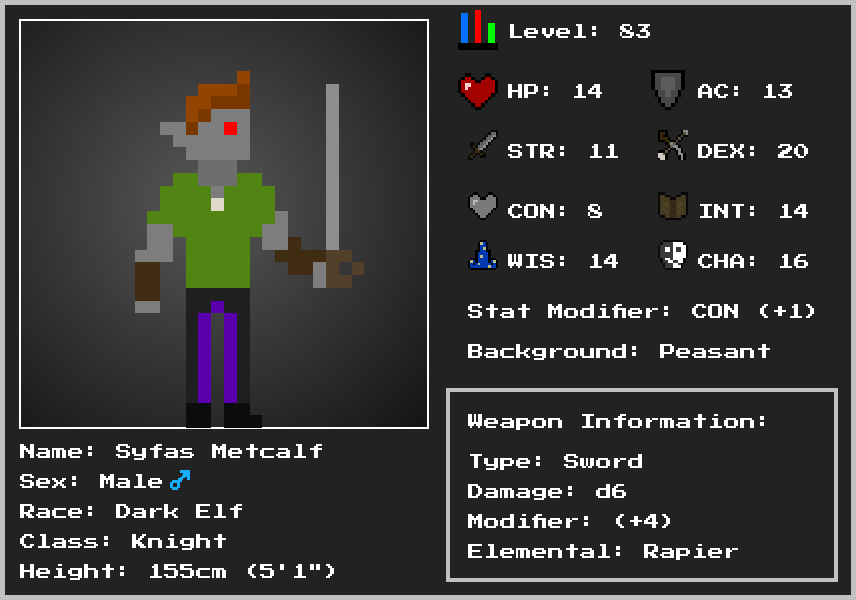 Level: 83
HP: 14 AC: 13
STR: 11 DEX: 20
CON: 8 INT: 14
WIS: 14 CHA: 16
Stat Modifier: CON (+1)
Background: Peasant
Weapon Information:
Type: Sword
Damage: d6
Modifier: (+4)
Elemental: Rapier
Name: Syfas Metcalf
Sex: Male ♂
Race: Dark Elf
Class: Knight
Height: 155cm (5'1")